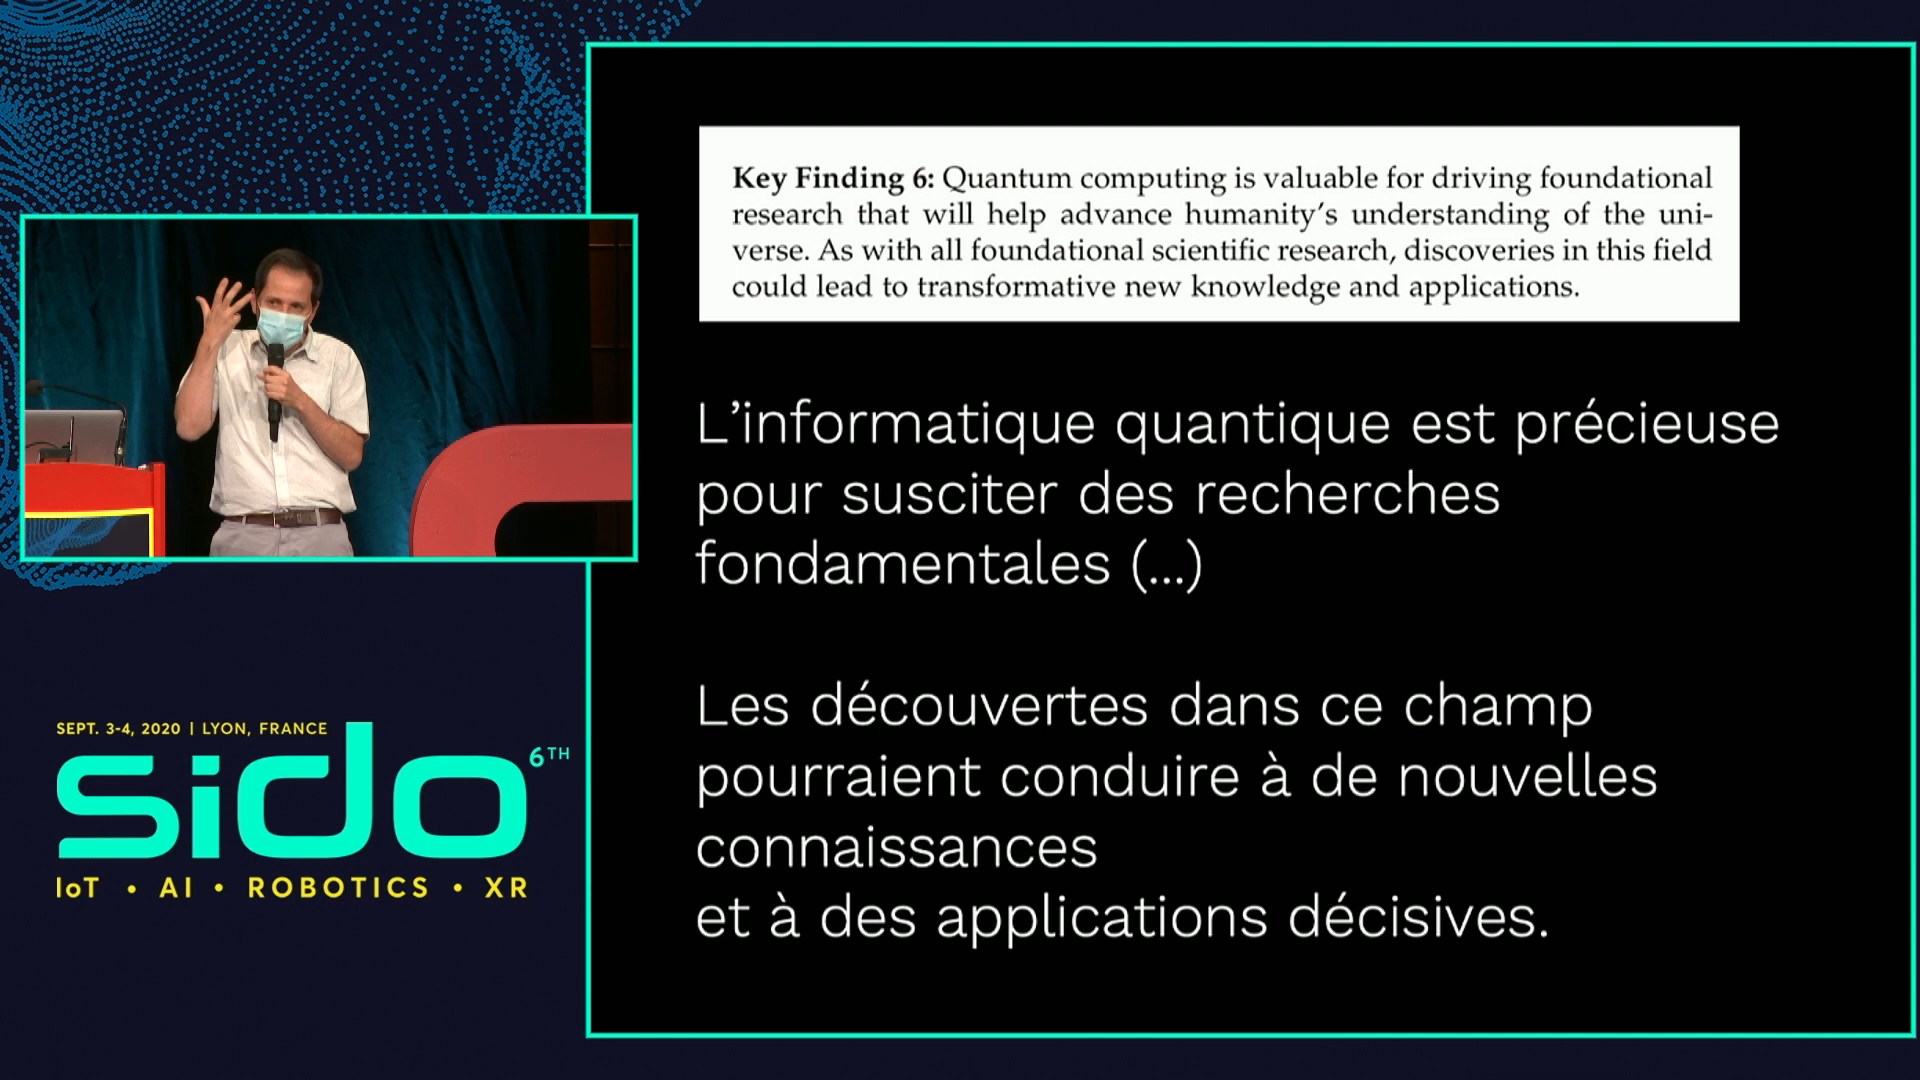 Key Finding 6: Quantum computing is valuable for driving foundational
research that will help advance humanity’s understanding of the uni-
verse. As with all foundational scientific research, discoveries in this field
could lead to transformative new knowledge and applications.
L’informatique quantique est précieuse
pour susciter des recherches
fondamentales (...)
Les découvertes dans ce champ
pourraient conduire à de nouvelles
connaissances
et à des applications décisives.
SEPT. 3-4, 2020 | LYON, FRANCE
sido 6TH
IoT • AI • ROBOTICS • XR